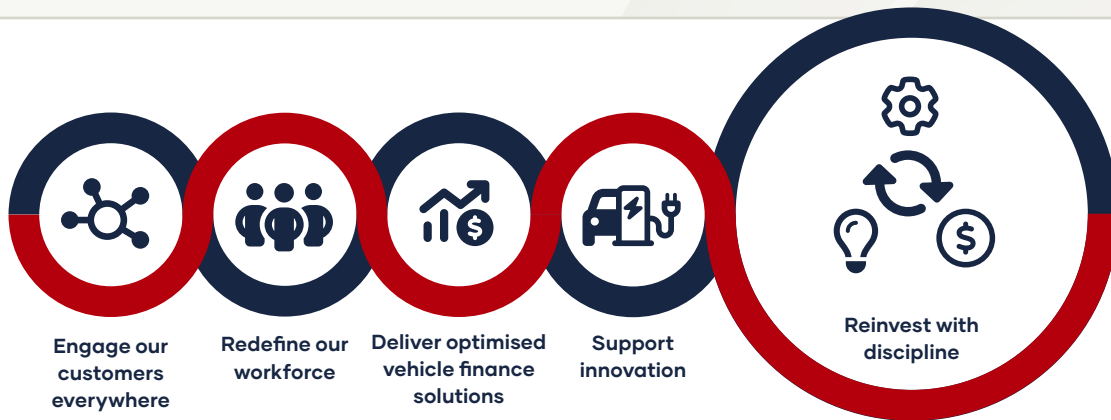 Engage our
customers
everywhere
Redefine our
workforce
Deliver optimised
vehicle finance
solutions
Support
innovation
$
$
Reinvest with
discipline